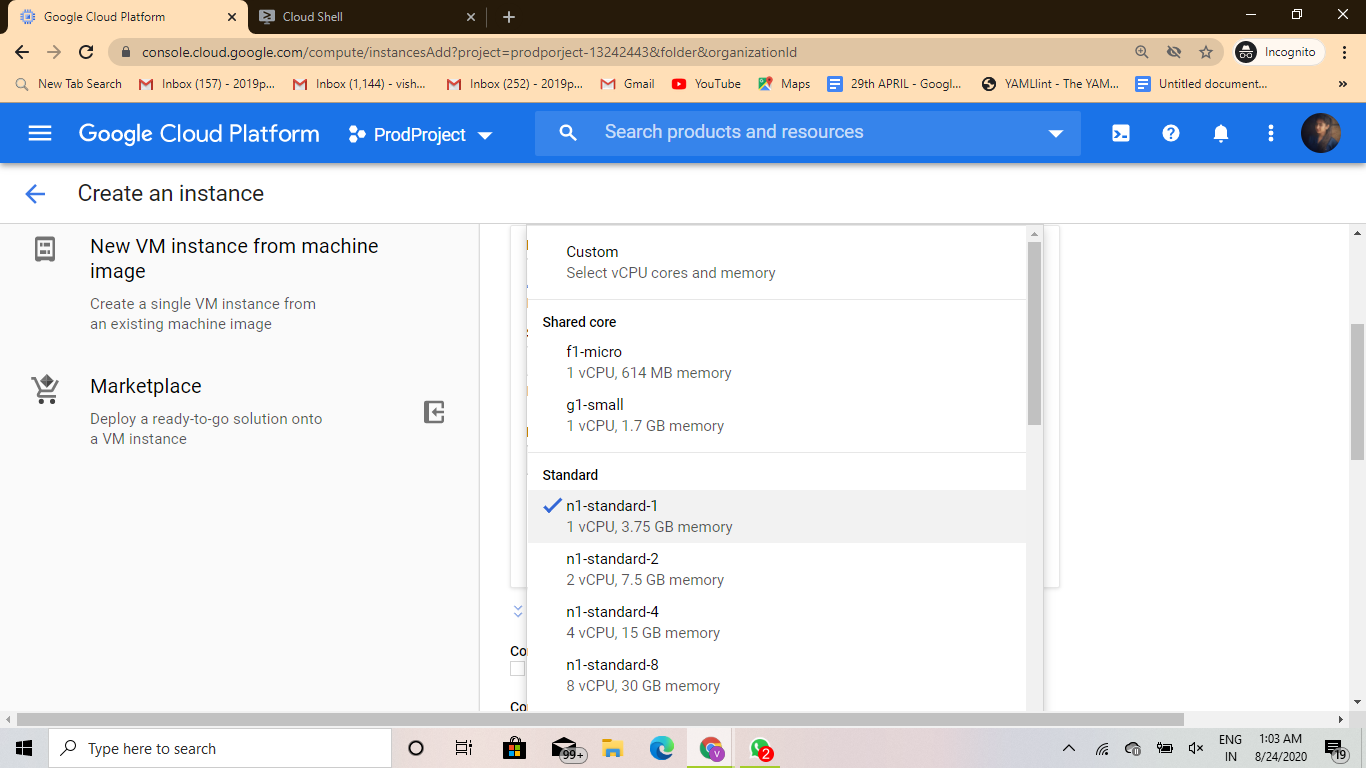 Google Cloud Platform
Cloud Shell
console.cloud.google.com/compute/instancesAdd?project=prodporject-13242443&folder&organizationId
Incognito
New Tab Search
Inbox (157) - 2019p...
Inbox (1,144) - vish...
Inbox (252) - 2019p...
Gmail
YouTube
Maps
29th APRIL - Googl...
YAMLlint - The YAM...
Untitled document...
Google Cloud Platform
ProdProject
Search products and resources
Create an instance
New VM instance from machine
image
Create a single VM instance from
an existing machine image
Marketplace
Deploy a ready-to-go solution onto
a VM instance
Custom
Select vCPU cores and memory
Shared core
f1-micro
1 vCPU, 614 MB memory
g1-small
1 vCPU, 1.7 GB memory
Standard
n1-standard-1
1 vCPU, 3.75 GB memory
n1-standard-2
2 vCPU, 7.5 GB memory
n1-standard-4
4 vCPU, 15 GB memory
n1-standard-8
8 vCPU, 30 GB memory
Co
Co
Type here to search
99+
V
2
ENG
IN
1:03 AM
8/24/2020
19